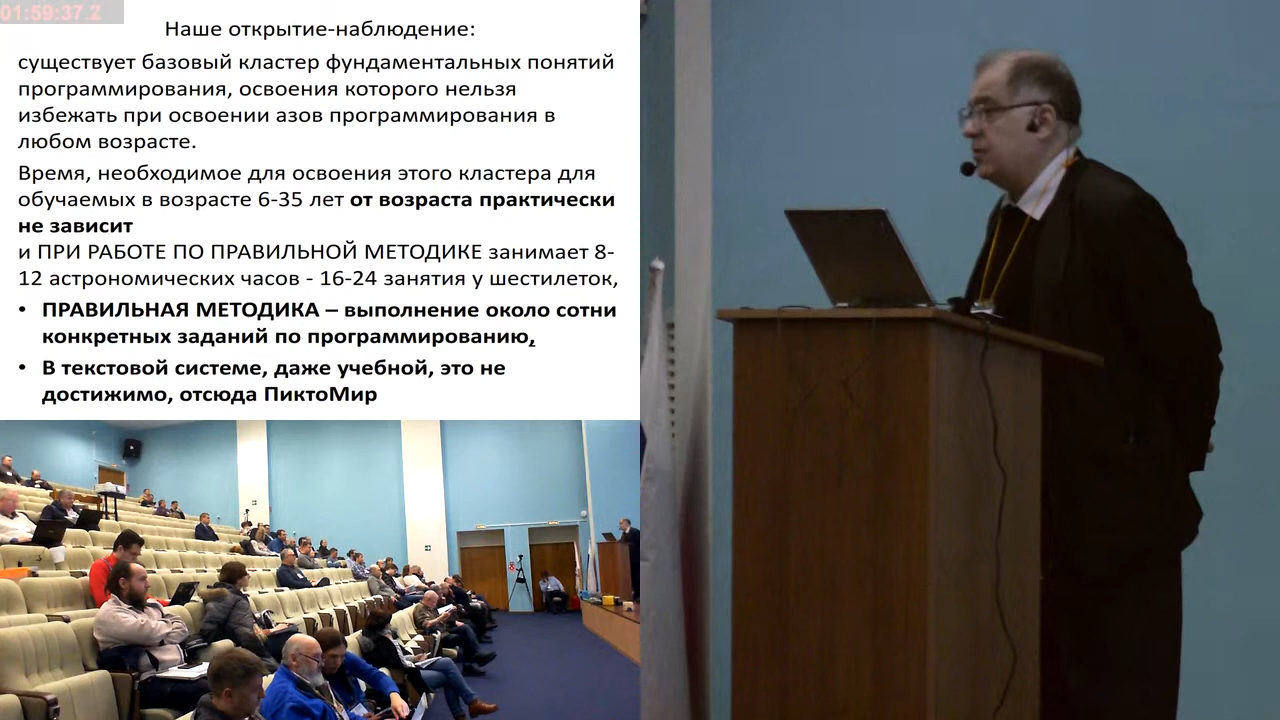 01:59:37.2
Наше открытие-наблюдение:
существует базовый кластер фундаментальных понятий
программирования, освоения которого нельзя
избежать при освоении азов программирования в
любом возрасте.
Время, необходимое для освоения этого кластера для
обучаемых в возрасте 6-35 лет от возраста практически
не зависит
и ПРИ РАБОТЕ ПО ПРАВИЛЬНОЙ МЕТОДИКЕ занимает 8-
12 астрономических часов - 16-24 занятия у шестилеток,
• ПРАВИЛЬНАЯ МЕТОДИКА – выполнение около сотни
конкретных заданий по программированию,
• В текстовой системе, даже учебной, это не
достижимо, отсюда ПиктоМир